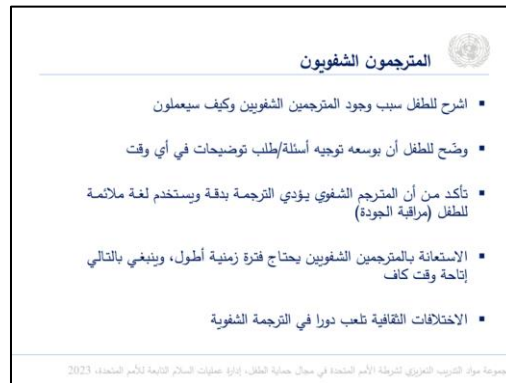 المترجمون الشفويون
▪ اشرح للطفل سبب وجود المترجمين الشفويين وكيف سيعملون
▪ وضّح للطفل أن بوسعه توجيه أسئلة/طلب توضيحات في أي وقت
▪ تأكد من أن المترجم الشفوي يؤدي الترجمة بدقة ويستخدم لغة ملائمة
للطفل (مراقبة الجودة)
▪ الاستعانة بالمترجمين الشفويين يحتاج فترة زمنية أطول، وينبغي بالتالي
إتاحة وقت كاف
▪ الاختلافات الثقافية تلعب دورا في الترجمة الشفوية
مجموعة مواد التدريب التعزيزي لشرطة الأمم المتحدة في مجال حماية الطفل، إدارة عمليات السلام التابعة للأمم المتحدة، 2023